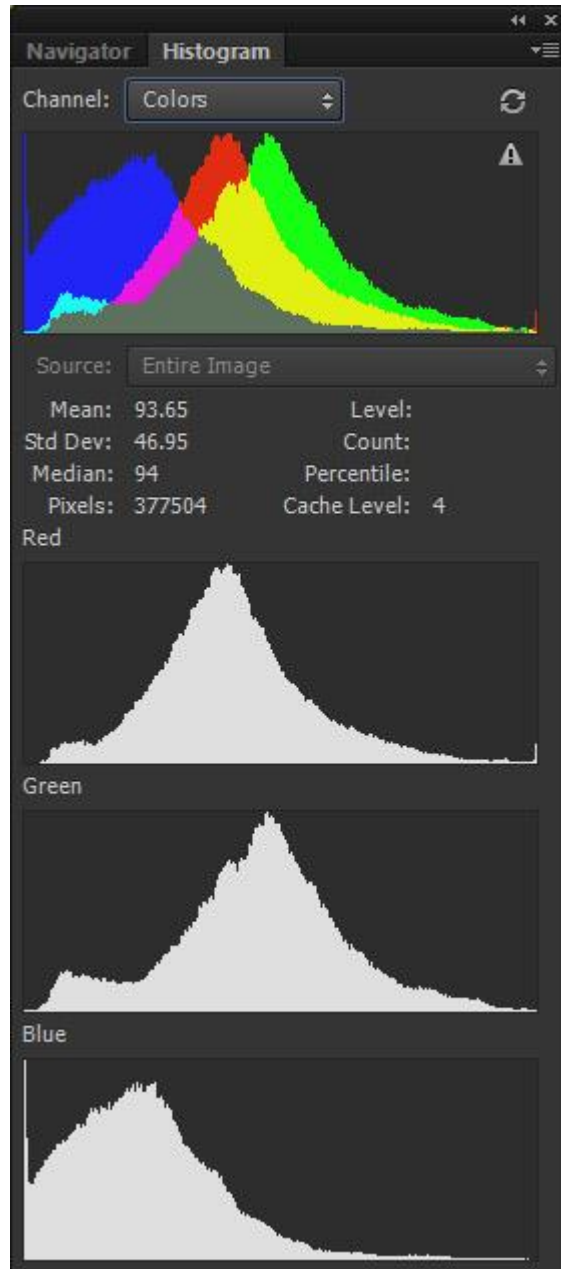 Navigator Histogram
Channel: Colors
Source: Entire Image
Mean: 93.65 Level:
Std Dev: 46.95 Count:
Median: 94 Percentile:
Pixels: 377504 Cache Level: 4
Red
Green
Blue